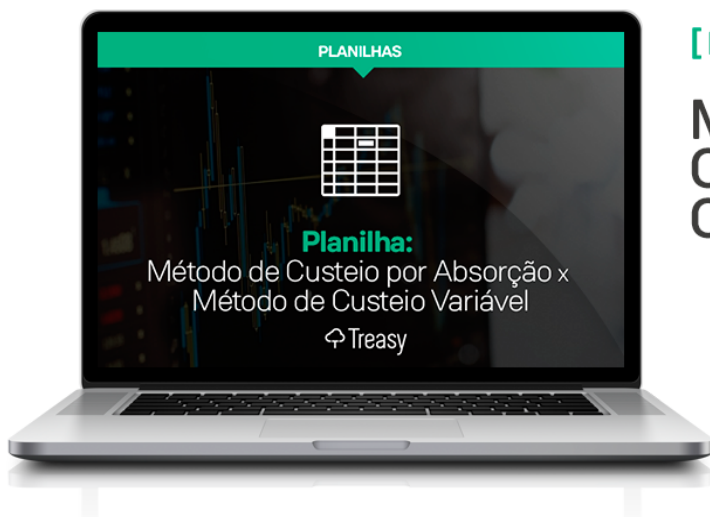 PLANILHAS
Planilha:
Método de Custeio por Absorção x
Método de Custeio Variável
Treasy